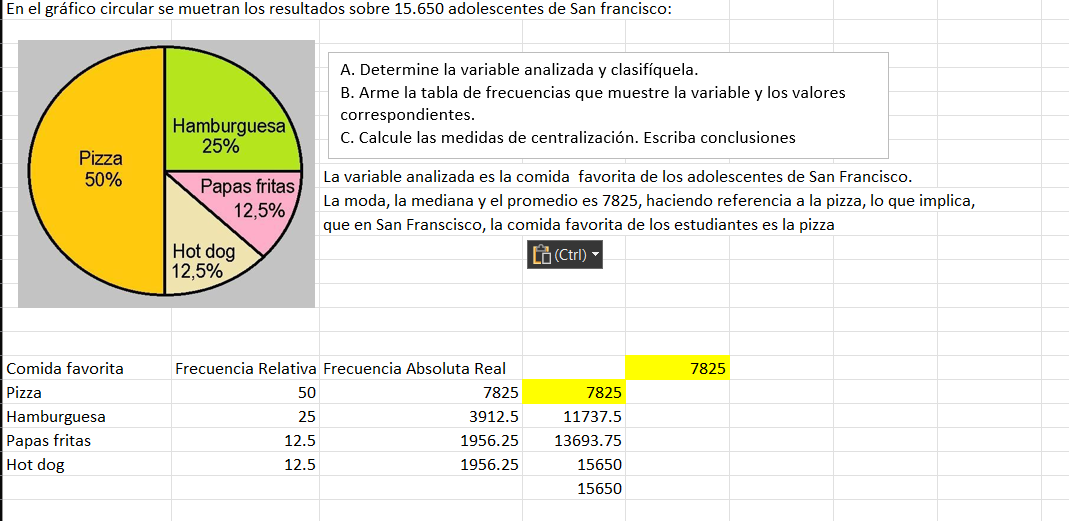 En el gráfico circular se muetran los resultados sobre 15.650 adolescentes de San francisco:
Pizza
50%
Hamburguesa
25%
Papas fritas
12,5%
Hot dog
12,5%
A. Determine la variable analizada y clasifíquela.
B. Arme la tabla de frecuencias que muestre la variable y los valores
correspondientes.
C. Calcule las medidas de centralización. Escriba conclusiones
La variable analizada es la comida favorita de los adolescentes de San Francisco.
La moda, la mediana y el promedio es 7825, haciendo referencia a la pizza, lo que implica,
que en San Franscisco, la comida favorita de los estudiantes es la pizza
(Ctrl)
Comida favorita Frecuencia Relativa Frecuencia Absoluta Real 7825
Pizza 50 7825 7825
Hamburguesa 25 3912.5 11737.5
Papas fritas 12.5 1956.25 13693.75
Hot dog 12.5 1956.25 15650
15650